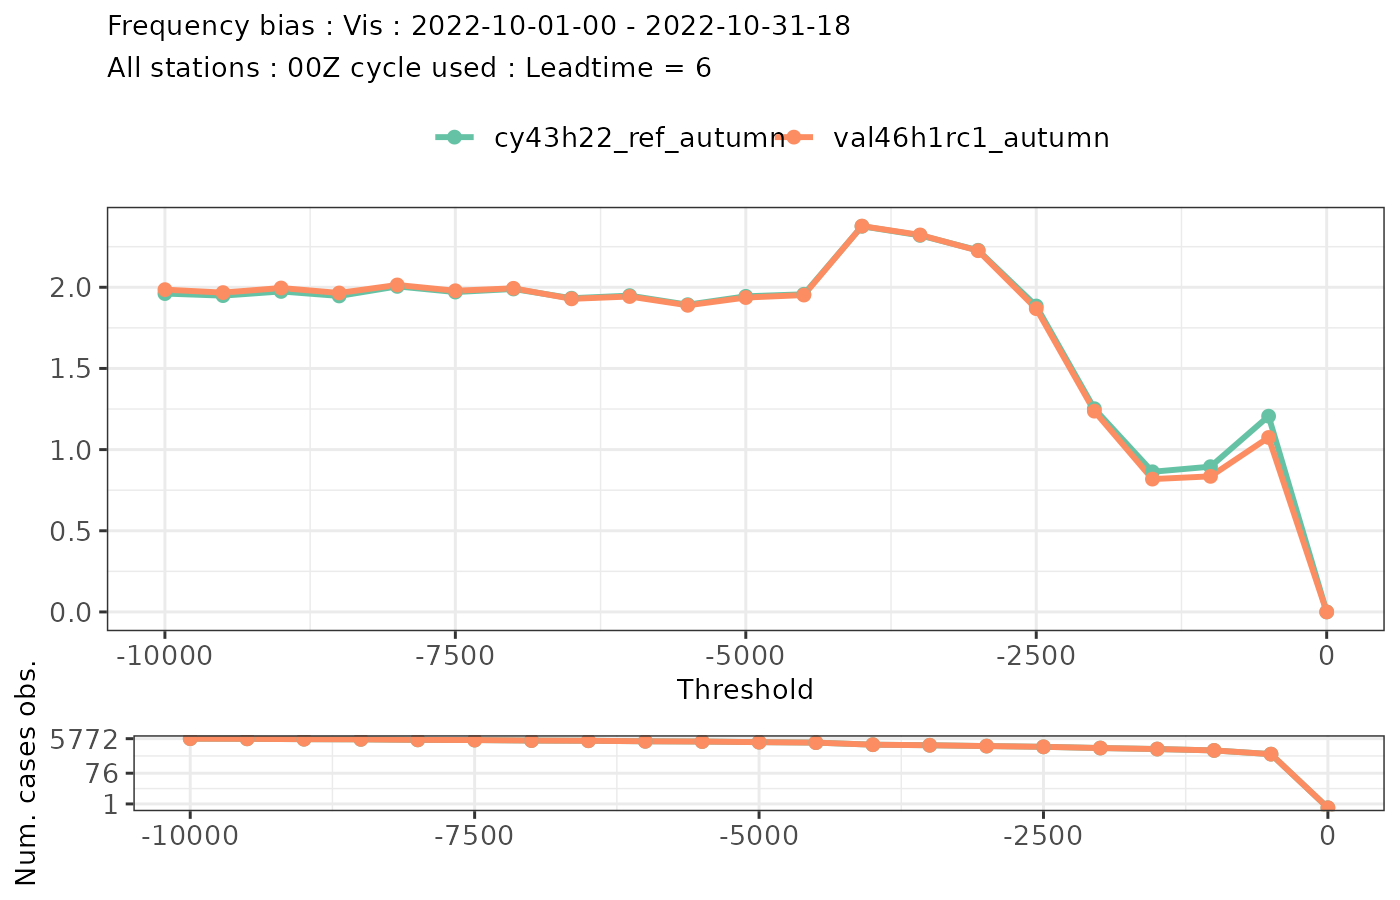 Frequency bias : Vis : 2022-10-01-00 - 2022-10-31-18
All stations : 00Z cycle used : Leadtime = 6
cy43h22_ref_autumn val46h1rc1_autumn
2.0
1.5
1.0
0.5
0.0
-10000 -7500 -5000 -2500 0
Threshold
Num. cases obs.
5772
76
1
-10000 -7500 -5000 -2500 0